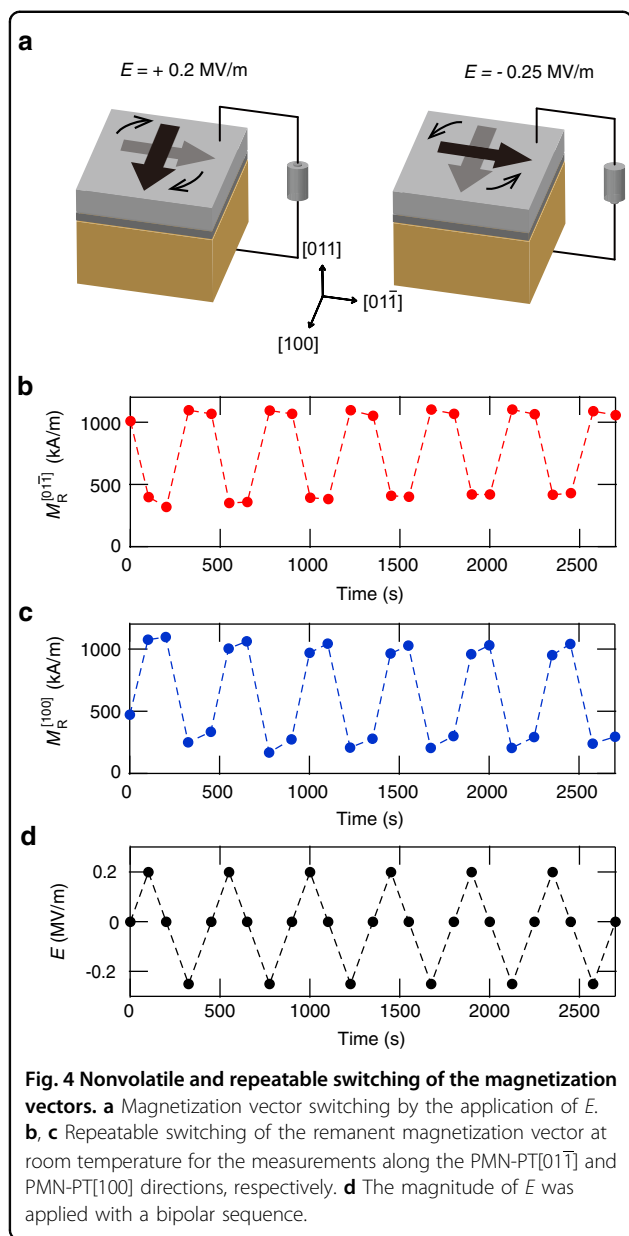 a
E = + 0.2 MV/m
E = - 0.25 MV/m
[011]
[011̅]
[100]
b
M_R^[011̅] (kA/m)
1000
500
0
0 500 1000 1500 2000 2500
Time (s)
c
M_R^[100] (kA/m)
1000
500
0
0 500 1000 1500 2000 2500
Time (s)
d
E (MV/m)
0.2
0
-0.2
0 500 1000 1500 2000 2500
Time (s)
Fig. 4 Nonvolatile and repeatable switching of the magnetization
vectors. a Magnetization vector switching by the application of E.
b, c Repeatable switching of the remanent magnetization vector at
room temperature for the measurements along the PMN-PT[011̅] and
PMN-PT[100] directions, respectively. d The magnitude of E was
applied with a bipolar sequence.